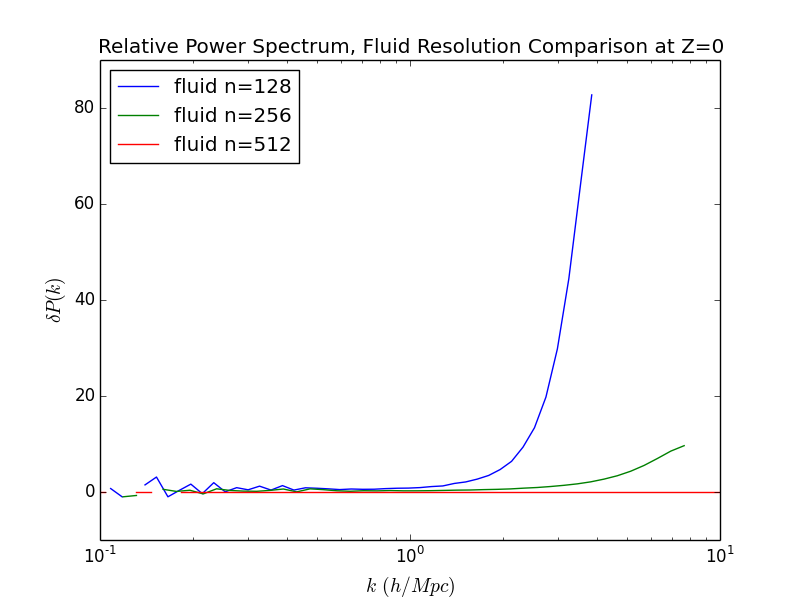 Relative Power Spectrum, Fluid Resolution Comparison at Z=0
fluid n=128
fluid n=256
fluid n=512
80
60
40
20
0
δP(k)
10⁻¹
10⁰
10¹
k (h/Mpc)